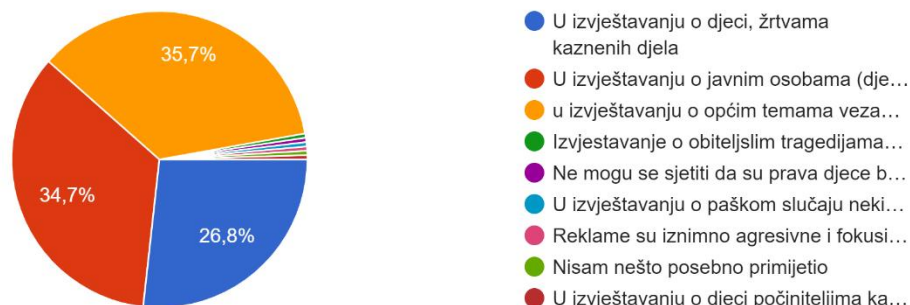 35,7%
34,7%
26,8%
U izvještavanju o djeci, žrtvama
kaznenih djela
U izvještavanju o javnim osobama (dje…
u izvještavanju o općim temama veza…
Izvjestavanje o obiteljslim tragedijama…
Ne mogu se sjetiti da su prava djece b…
U izvještavanju o paškom slučaju neki…
Reklame su iznimno agresivne i fokusi…
Nisam nešto posebno primijetio
U izvještavanju o djeci počiniteljima ka…